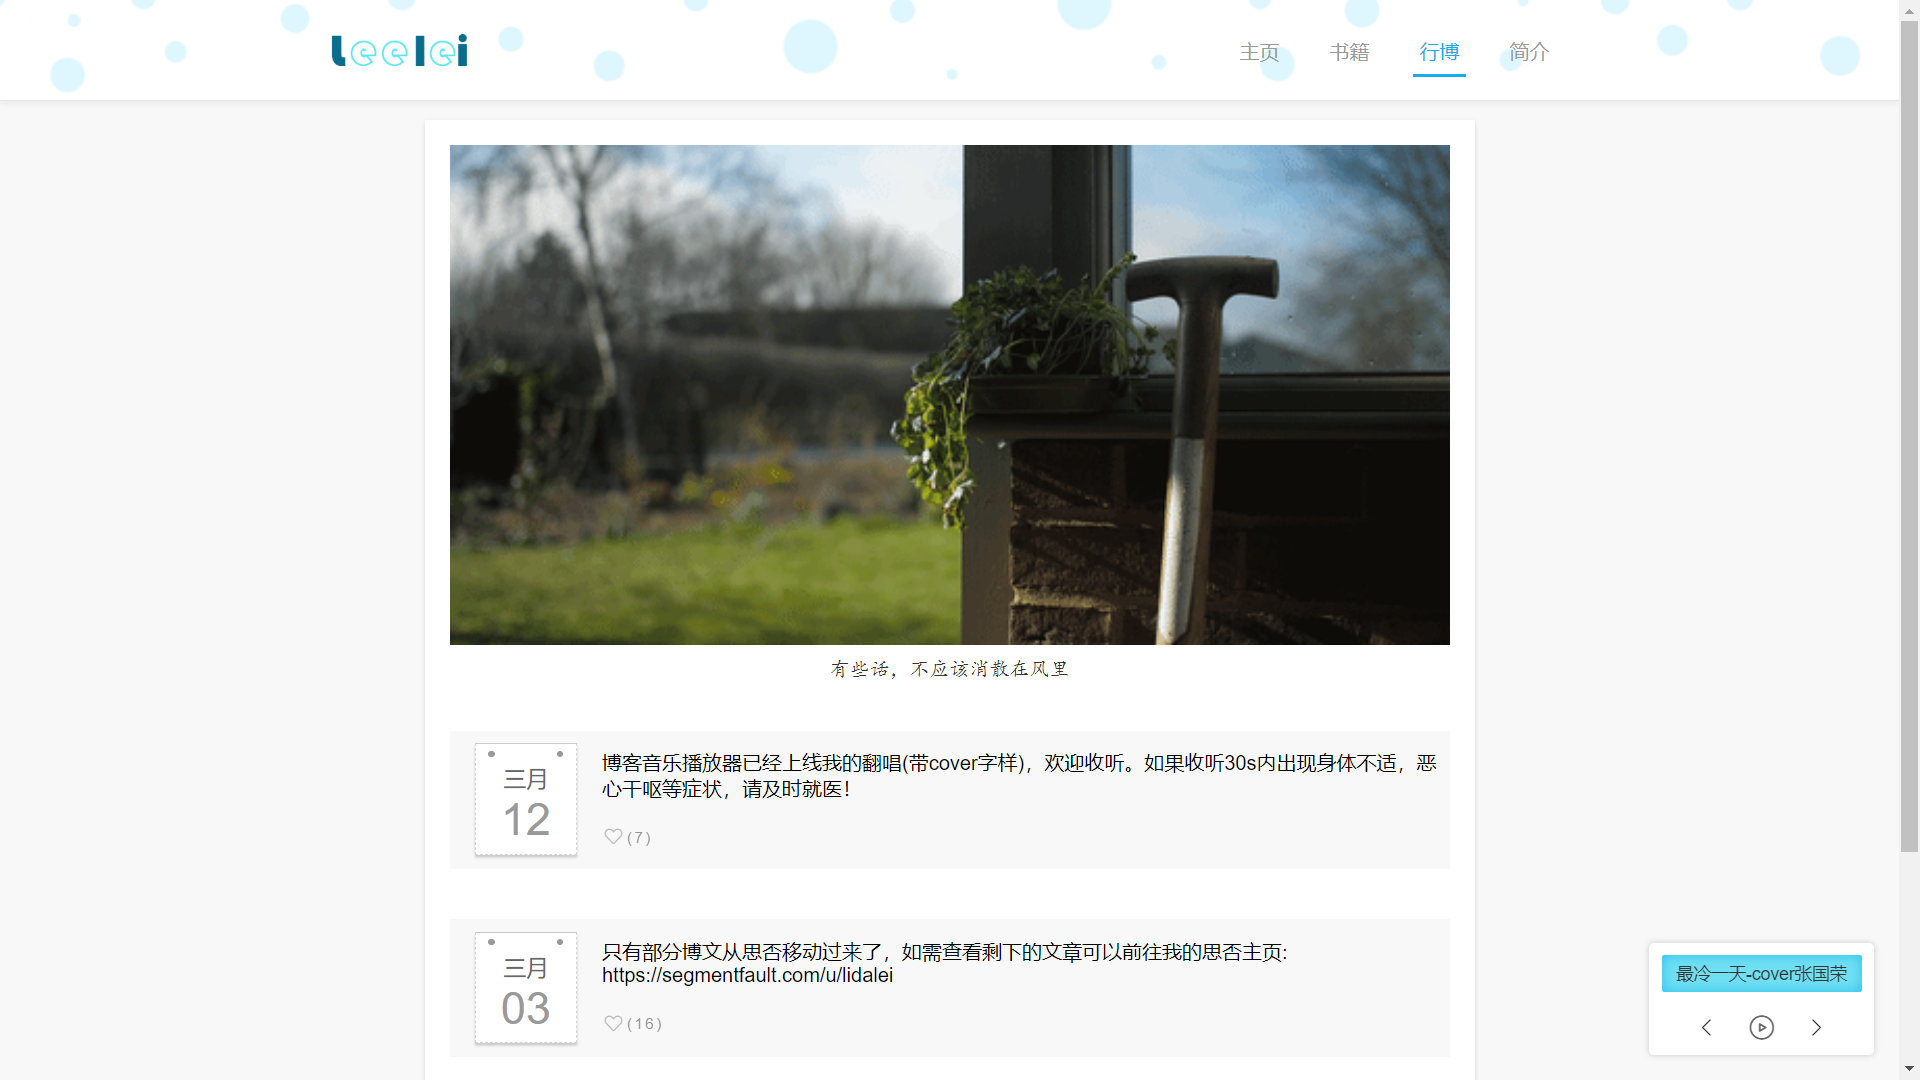 Leelei
主页
书籍
行博
简介
有些话，不应该消散在风里
三月
12
博客音乐播放器已经上线我的翻唱(带cover字样)，欢迎收听。如果收听30s内出现身体不适，恶
心干呕等症状，请及时就医！
(7)
三月
03
只有部分博文从思否移动过来了，如需查看剩下的文章可以前往我的思否主页:
https://segmentfault.com/u/lidalei
(16)
最冷一天-cover张国荣